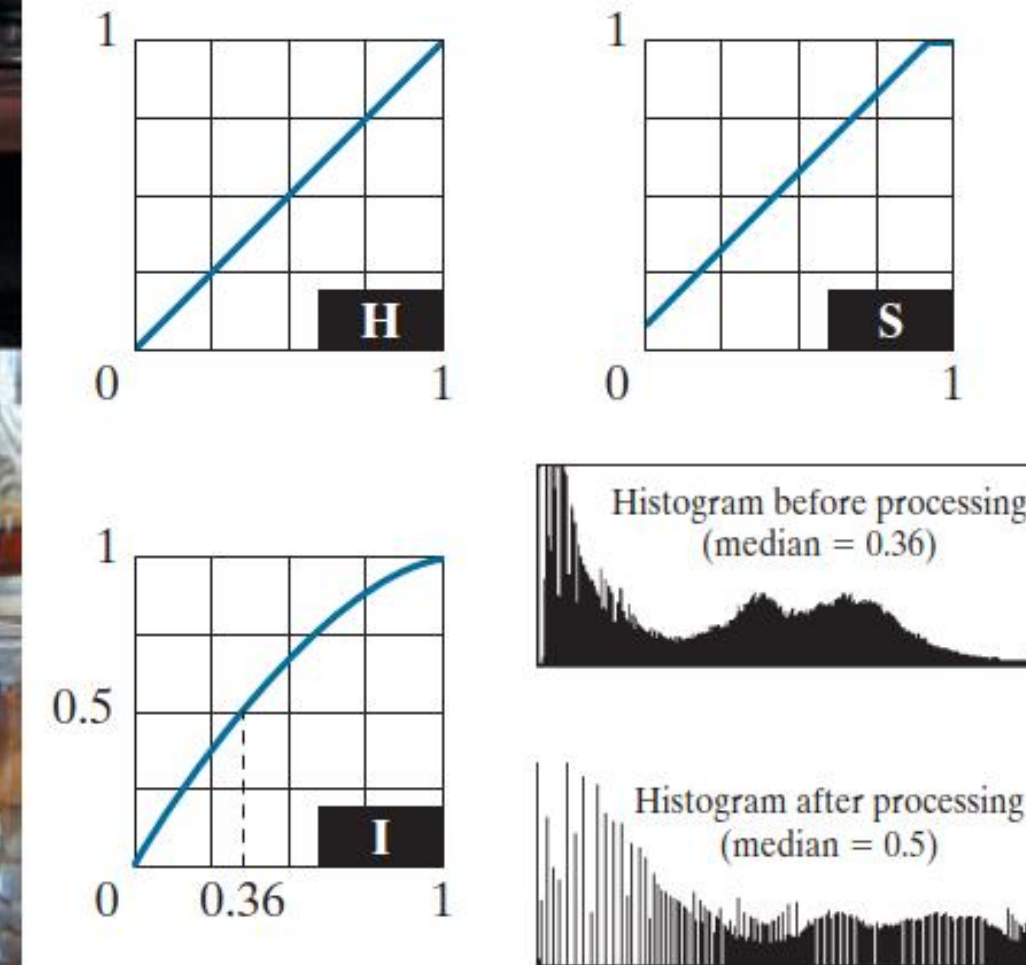 1
H
0
1
1
S
0
1
1
0.5
I
0
0.36
1
Histogram before processing
(median = 0.36)
Histogram after processing
(median = 0.5)